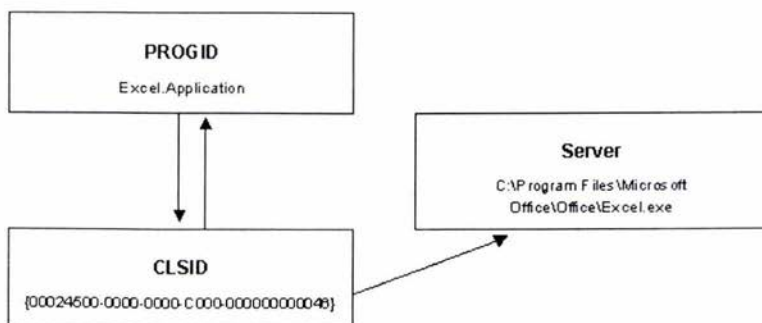 PROGID
Excel.Application
Server
C:\Program Files\Microsoft
Office\Office\Excel.exe
CLSID
{00024500-0000-0000-C000-000000000046}